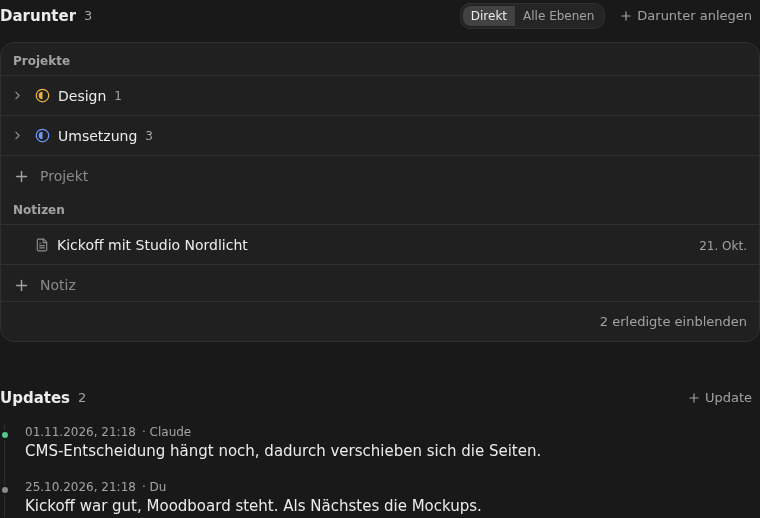 Darunter 3 Direkt Alle Ebenen + Darunter anlegen
Projekte
Design 1
Umsetzung 3
+ Projekt
Notizen
Kickoff mit Studio Nordlicht 21. Okt.
+ Notiz
2 erledigte einblenden
Updates 2 + Update
01.11.2026, 21:18 · Claude
CMS-Entscheidung hängt noch, dadurch verschieben sich die Seiten.
25.10.2026, 21:18 · Du
Kickoff war gut, Moodboard steht. Als Nächstes die Mockups.